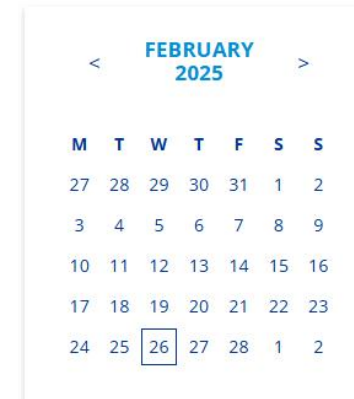 < FEBRUARY >
2025
M T W T F S S
27 28 29 30 31 1 2
3 4 5 6 7 8 9
10 11 12 13 14 15 16
17 18 19 20 21 22 23
24 25 26 27 28 1 2